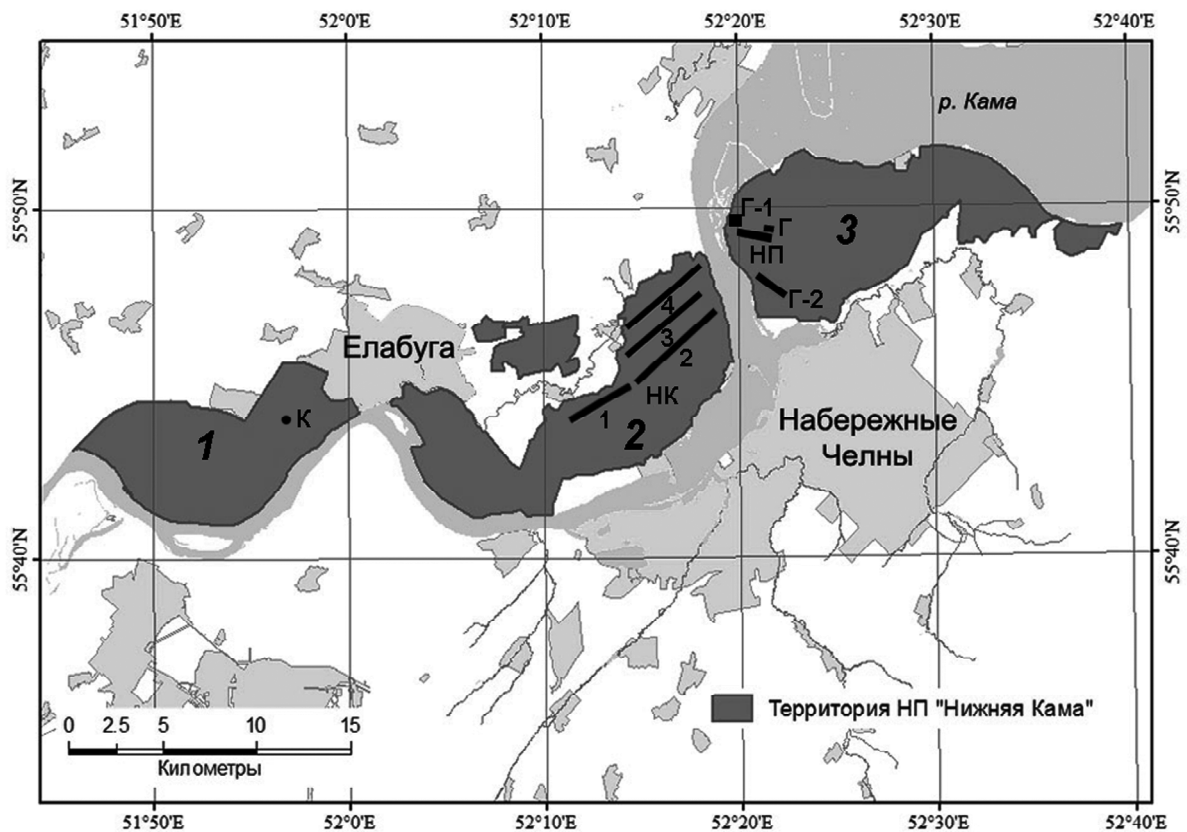 51°50'E 52°0'E 52°10'E 52°20'E 52°30'E 52°40'E
р. Кама
55°50'N
55°50'N
Г-1
Г
3
НП
Г-2
4
3
2
Елабуга
НК
К
1
1
2
Набережные
Челны
55°40'N
55°40'N
Территория НП "Нижняя Кама"
0 2.5 5 10 15
Километры
51°50'E 52°0'E 52°10'E 52°20'E 52°30'E 52°40'E